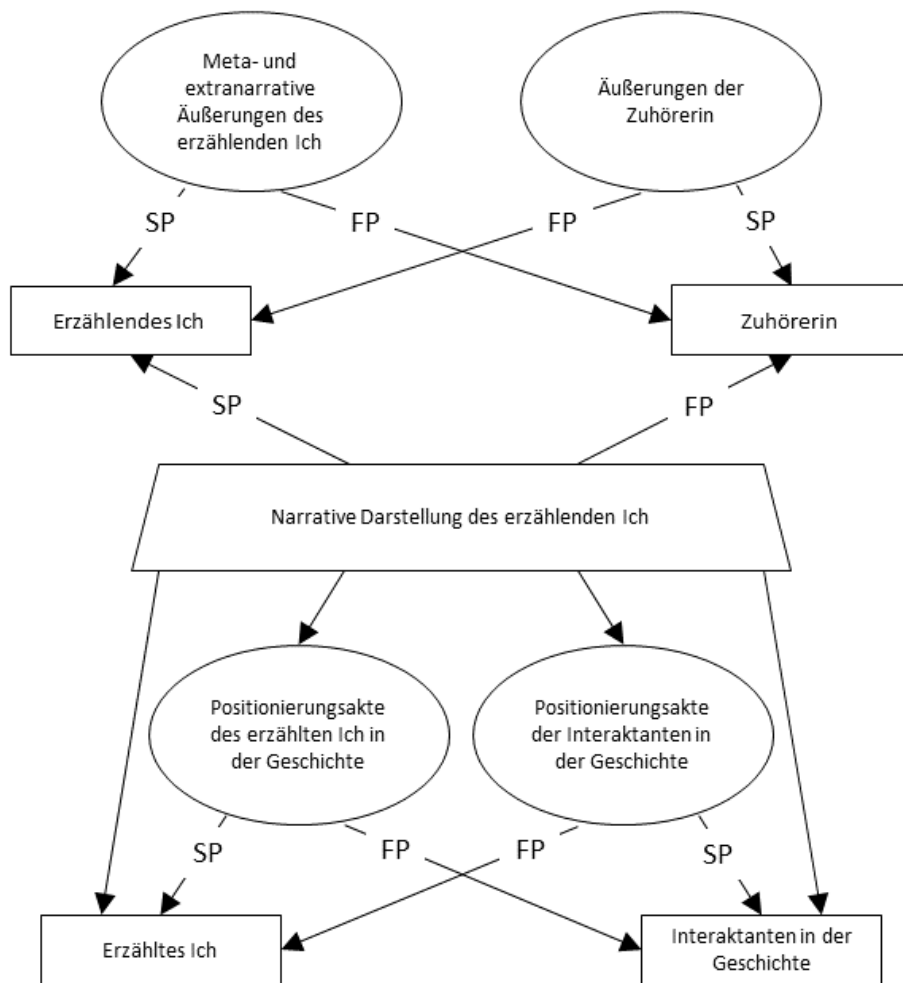 Meta- und
extranarrative
Äußerungen des
erzählenden Ich
Äußerungen der
Zuhörerin
SP
FP
FP
SP
Erzählendes Ich
Zuhörerin
SP
FP
Narrative Darstellung des erzählenden Ich
Positionierungsakte
des erzählten Ich in
der Geschichte
Positionierungsakte
der Interaktanten in
der Geschichte
SP
FP
FP
SP
Erzähltes Ich
Interaktanten in der
Geschichte